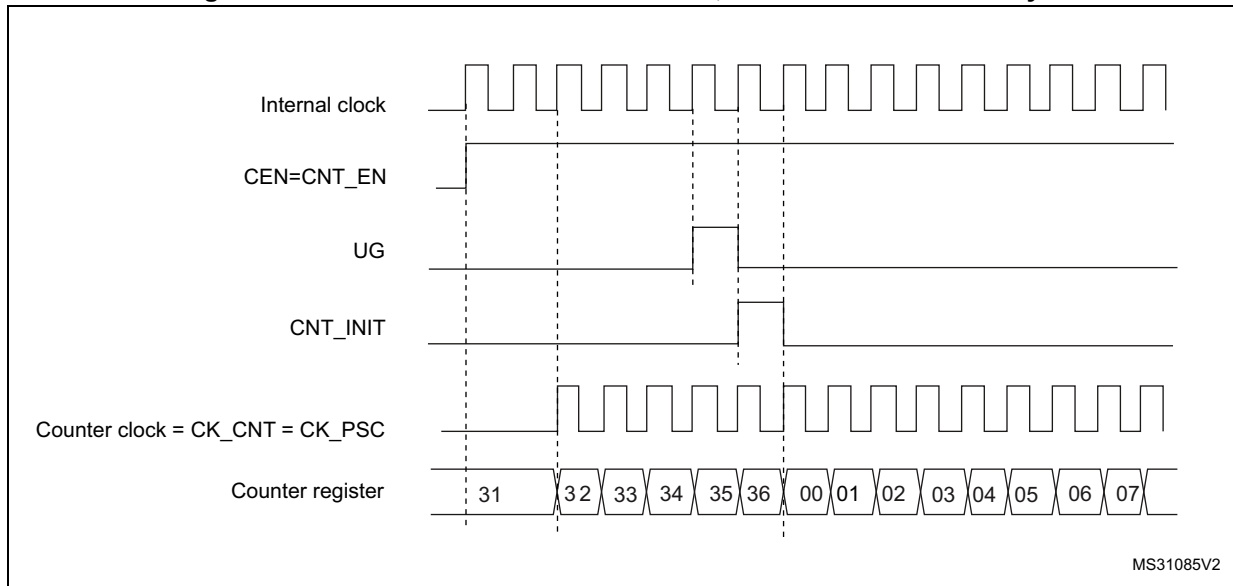 Internal clock
CEN=CNT_EN
UG
CNT_INIT
Counter clock = CK_CNT = CK_PSC
Counter register 31 32 33 34 35 36 00 01 02 03 04 05 06 07
MS31085V2